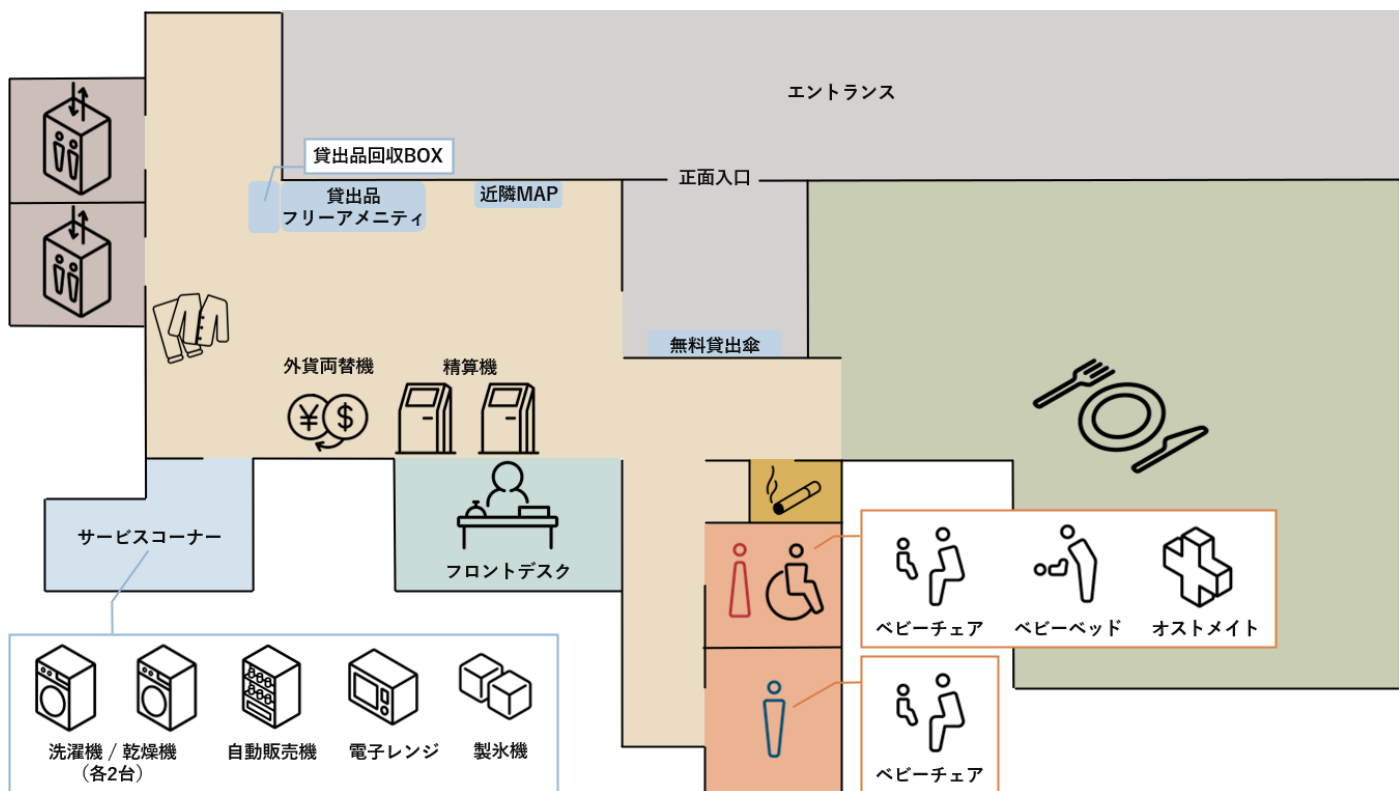 エントランス
貸出品回収BOX
正面入口
貸出品
フリーアメニティ
近隣MAP
無料貸出傘
外貨両替機
精算機
¥
$
サービスコーナー
フロントデスク
ベビーチェア
ベビーベッド
オストメイト
洗濯機 / 乾燥機
（各2台）
自動販売機
電子レンジ
製氷機
ベビーチェア